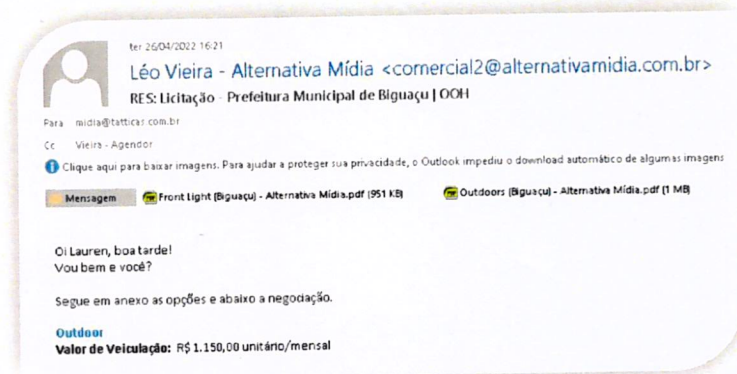 ter 26/04/2022 16:21
Léo Vieira - Alternativa Mídia <comercial2@alternativamidia.com.br>
RES: Licitação - Prefeitura Municipal de Biguaçu | OOH
Para midia@tatticas.com.br
Cc Vieira - Agendor
Clique aqui para baixar imagens. Para ajudar a proteger sua privacidade, o Outlook impediu o download automático de algumas imagens
Mensagem Front Light (Biguaçu) - Alternativa Mídia.pdf (951 KB) Outdoors (Biguaçu) - Alternativa Mídia.pdf (1 MB)
Oi Lauren, boa tarde!
Vou bem e você?
Segue em anexo as opções e abaixo a negociação.
Outdoor
Valor de Veiculação: R$ 1.150,00 unitário/mensal